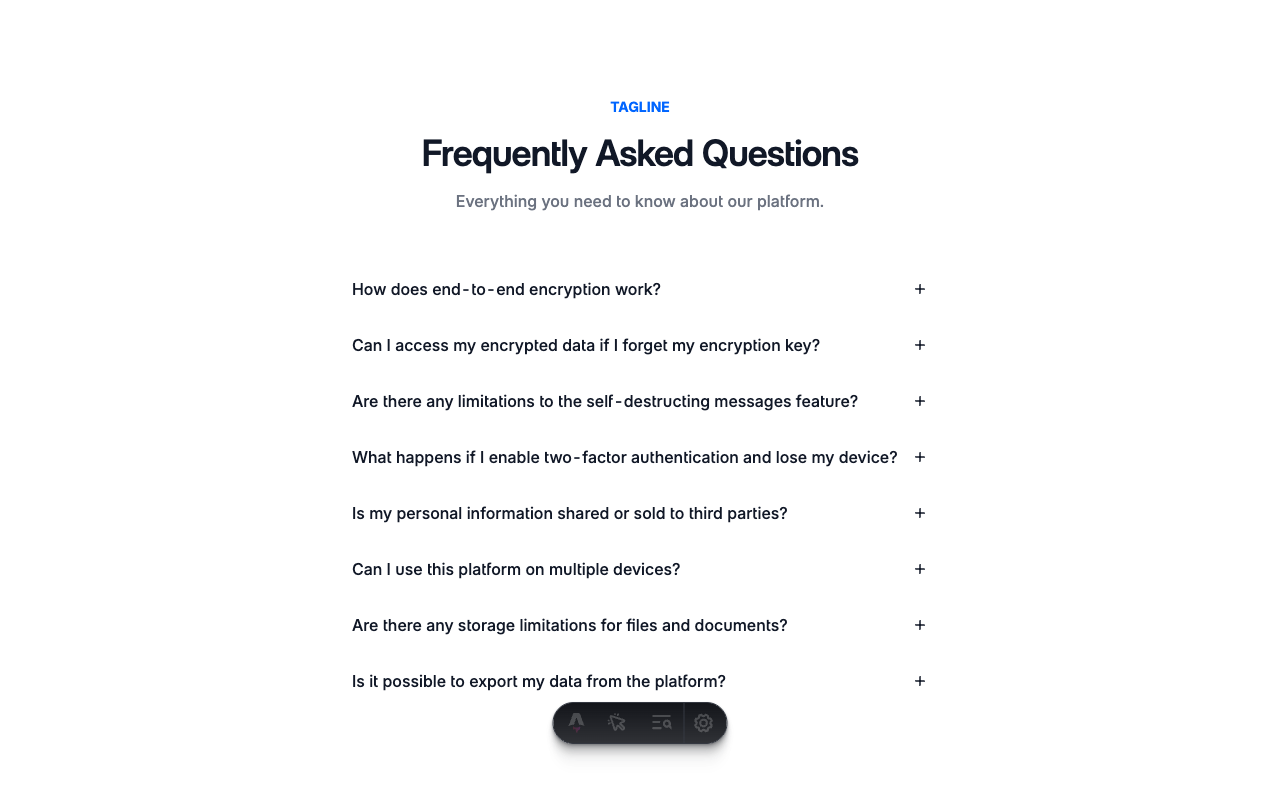 TAGLINE
Frequently Asked Questions
Everything you need to know about our platform.
How does end-to-end encryption work?
Can I access my encrypted data if I forget my encryption key?
Are there any limitations to the self-destructing messages feature?
What happens if I enable two-factor authentication and lose my device?
Is my personal information shared or sold to third parties?
Can I use this platform on multiple devices?
Are there any storage limitations for files and documents?
Is it possible to export my data from the platform?